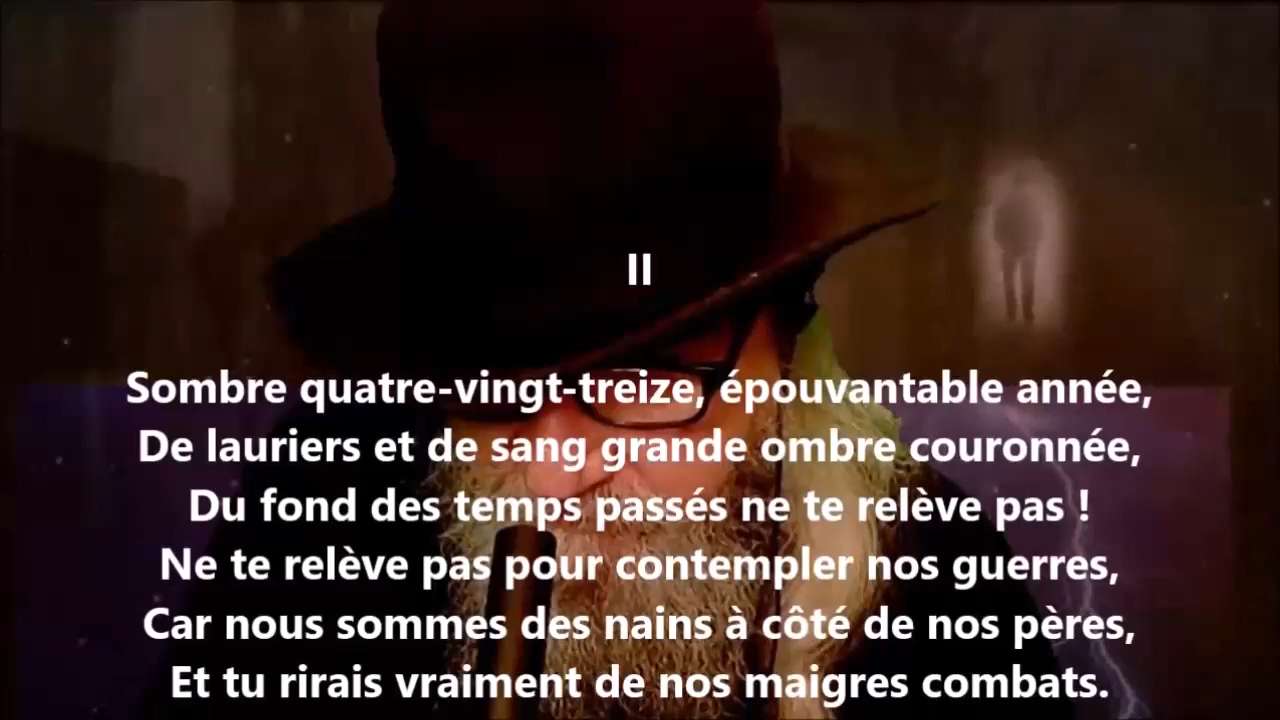 II
Sombre quatre-vingt-treize, épouvantable année,
De lauriers et de sang grande ombre couronnée,
Du fond des temps passés ne te relève pas !
Ne te relève pas pour contempler nos guerres,
Car nous sommes des nains à côté de nos pères,
Et tu rirais vraiment de nos maigres combats.